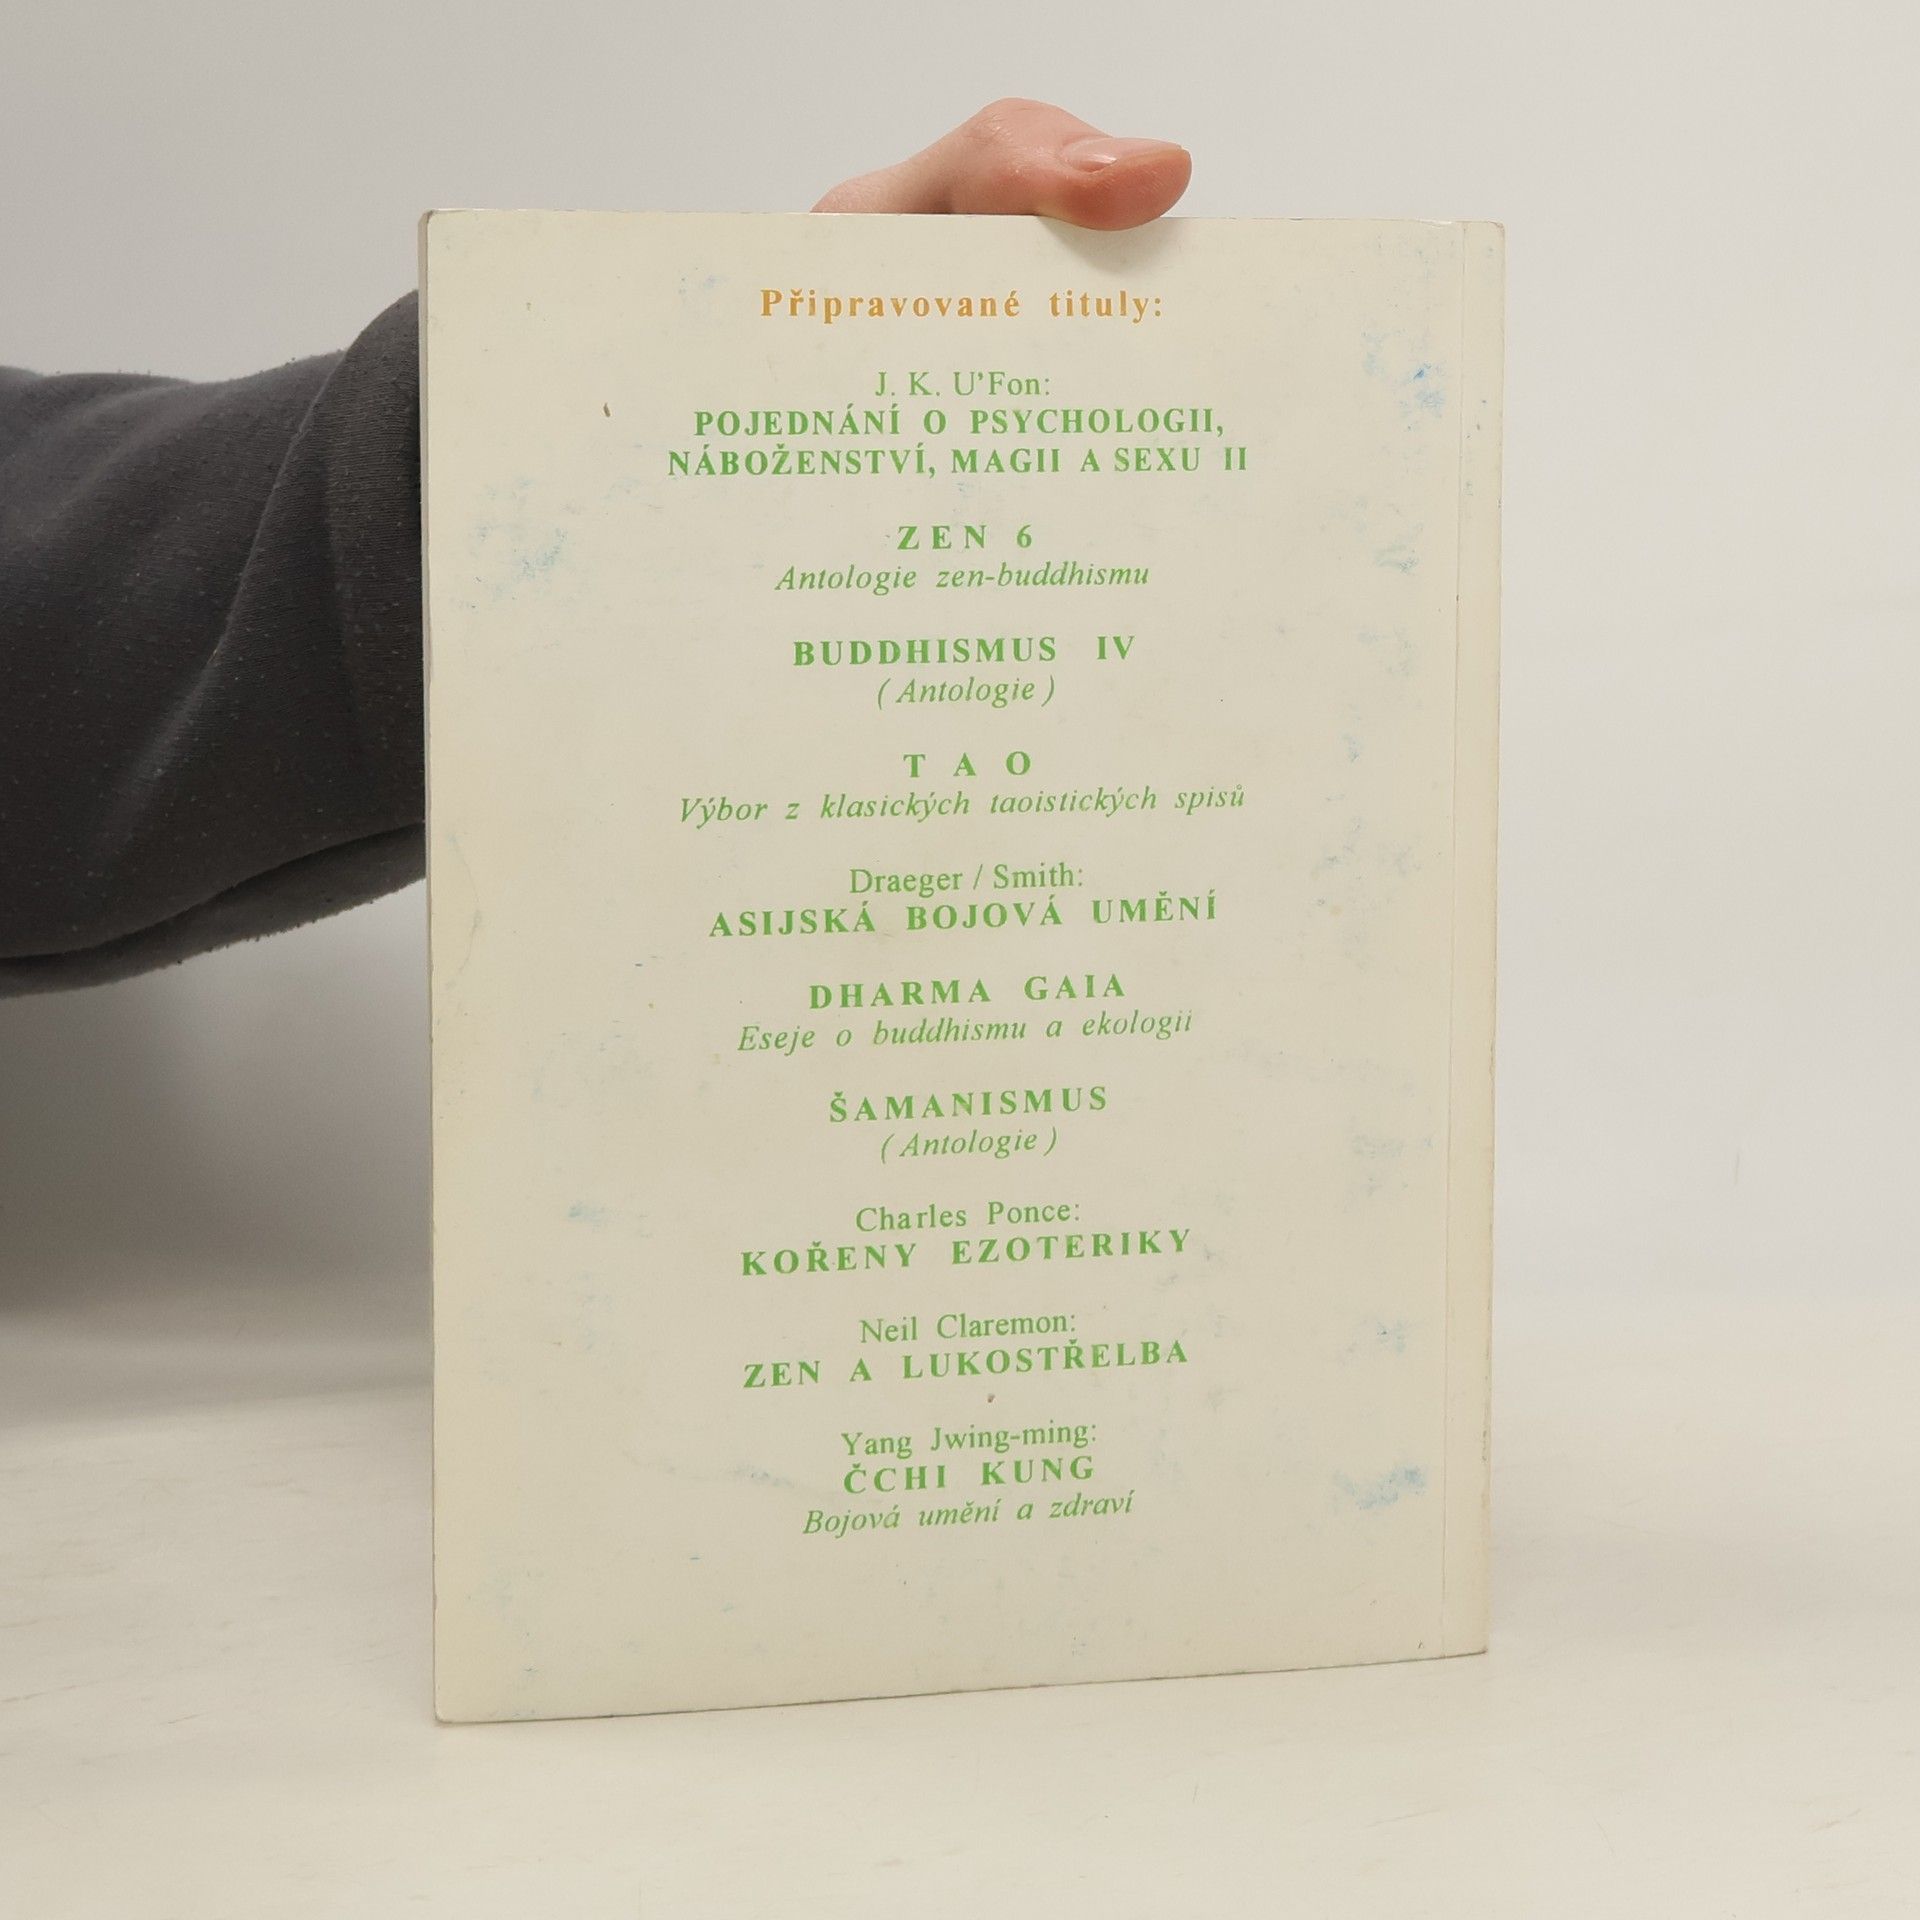 Připravované tituly:
J. K. U'Fon:
POJEDNÁNÍ O PSYCHOLOGII,
NÁBOŽENSTVÍ, MAGII A SEXU II
ZEN 6
Antologie zen-buddhismu
BUDDHISMUS IV
( Antologie )
T A O
Výbor z klasických taoistických spisů
Draeger / Smith:
ASIJSKÁ BOJOVÁ UMĚNÍ
DHARMA GAIA
Eseje o buddhismu a ekologii
ŠAMANISMUS
( Antologie )
Charles Ponce:
KOŘENY EZOTERIKY
Neil Claremon:
ZEN A LUKOSTŘELBA
Yang Jwing-ming:
ČCHI KUNG
Bojová umění a zdraví